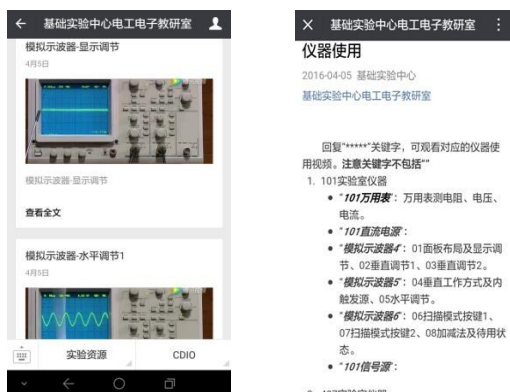 基础实验中心电工电子教研室
模拟示波器-显示调节
4月5日
模拟示波器-显示调节
查看全文
模拟示波器-水平调节1
4月5日
实验资源
CDIO
基础实验中心电工电子教研室
仪器使用
2016-04-05 基础实验中心
基础实验中心电工电子教研室
回复"*****"关键字，可观看对应的仪器使
用视频。注意关键字不包括""
1. 101实验室仪器
• "101万用表"：万用表测电阻、电压、
电流。
• "101直流电源"：
• "模拟示波器4"：01面板布局及显示调
节、02垂直调节1、03垂直调节2。
• "模拟示波器5"：04垂直工作方式及内
触发源、05水平调节。
• "模拟示波器6"：06扫描模式按键1、
07扫描模式按键2、08加减法及待用状
态。
• "101信号源"：